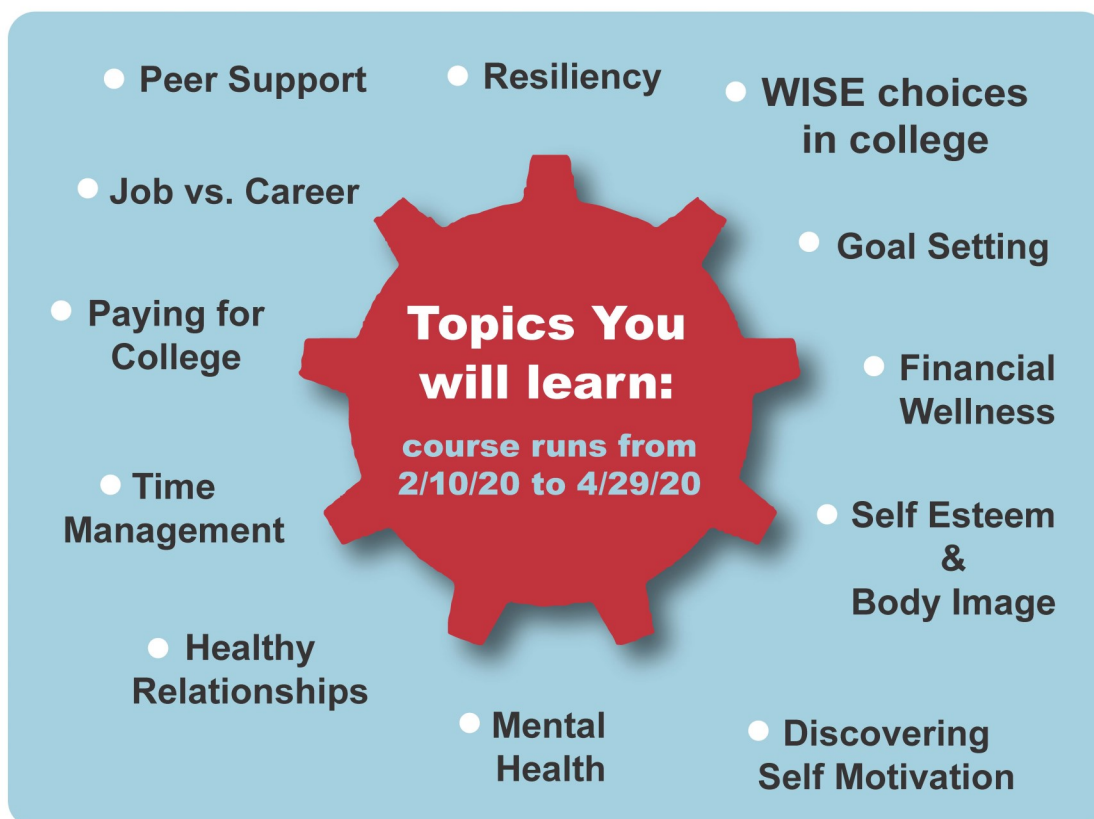 Peer Support
Resiliency
WISE choices
in college
Job vs. Career
Goal Setting
Paying for
College
Topics You
will learn:
course runs from
2/10/20 to 4/29/20
Financial
Wellness
Time
Management
Self Esteem
&
Body Image
Healthy
Relationships
Mental
Health
Discovering
Self Motivation